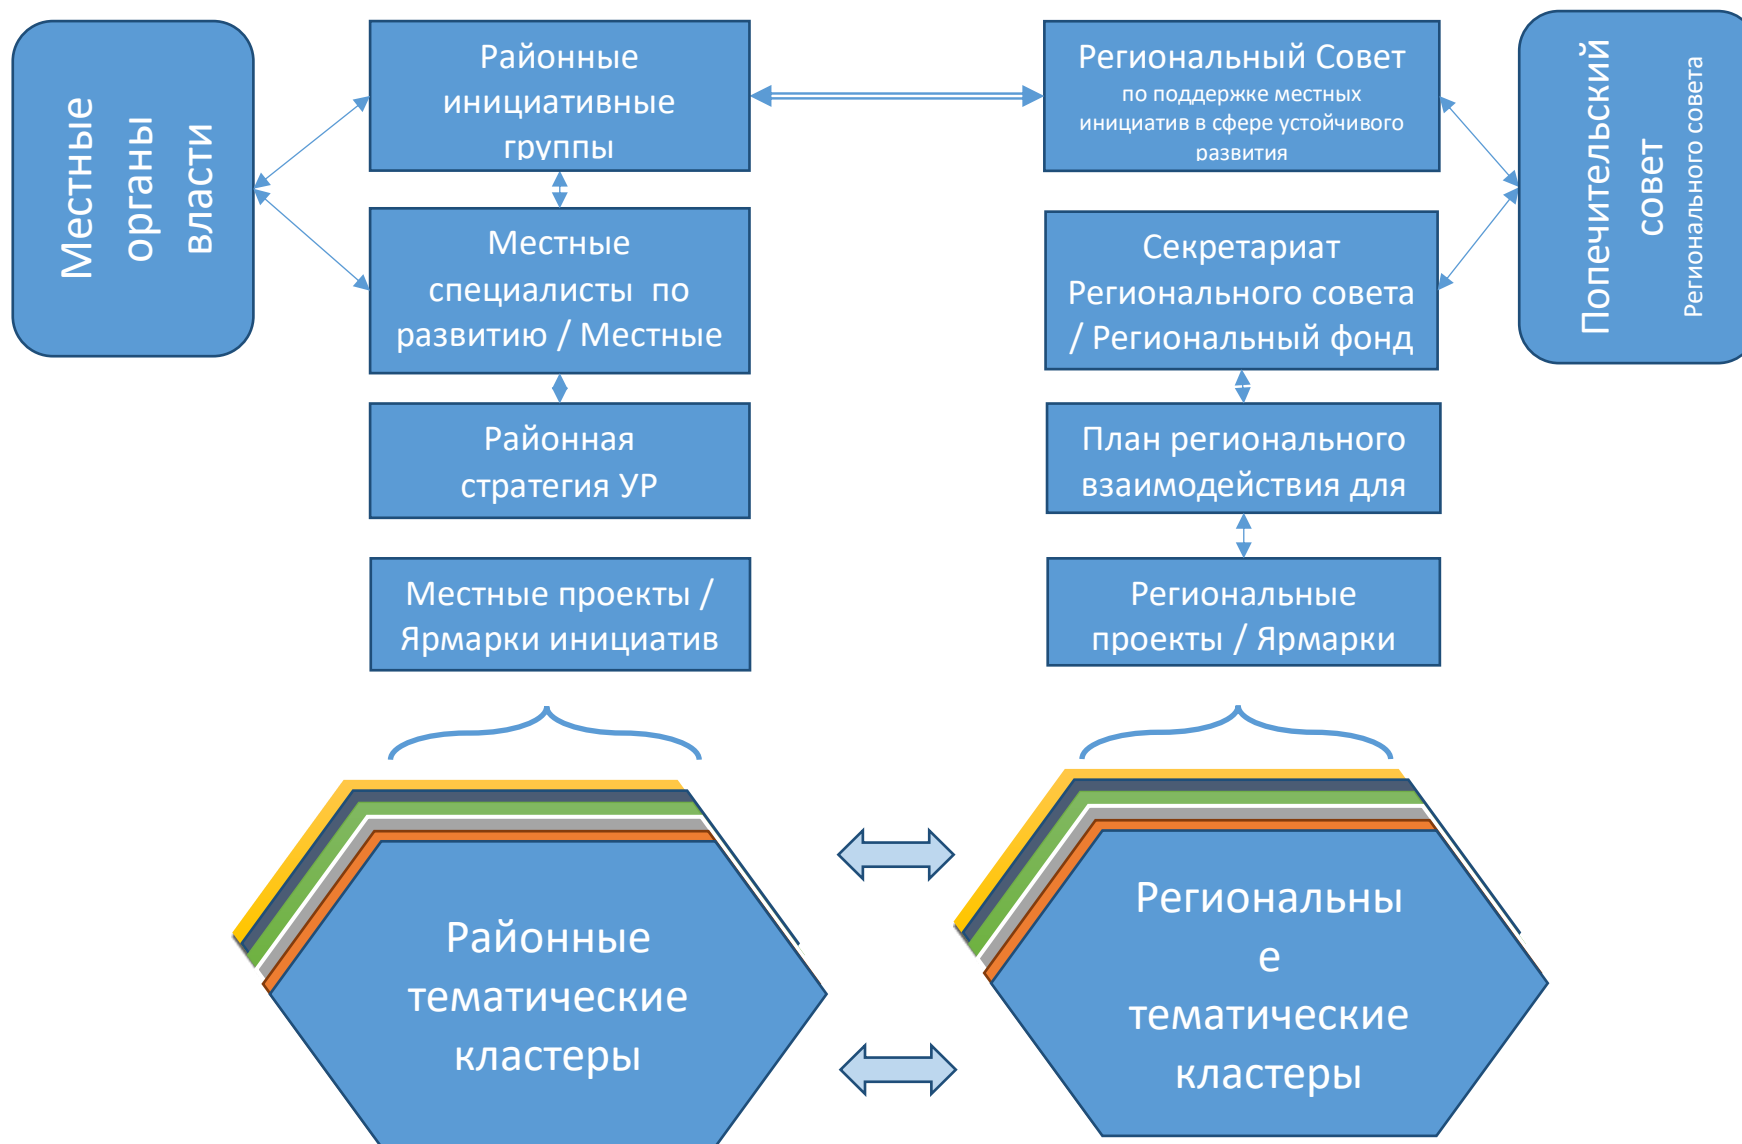 Местные
органы
власти
Районные
инициативные
группы
Региональный Совет
по поддержке местных
инициатив в сфере устойчивого
развития
Попечительский
совет
Регионального совета
Местные
специалисты по
развитию / Местные
Секретариат
Регионального совета
/ Региональный фонд
Районная
стратегия УР
План регионального
взаимодействия для
Местные проекты /
Ярмарки инициатив
Региональные
проекты / Ярмарки
Районные
тематические
кластеры
Региональны
е
тематические
кластеры